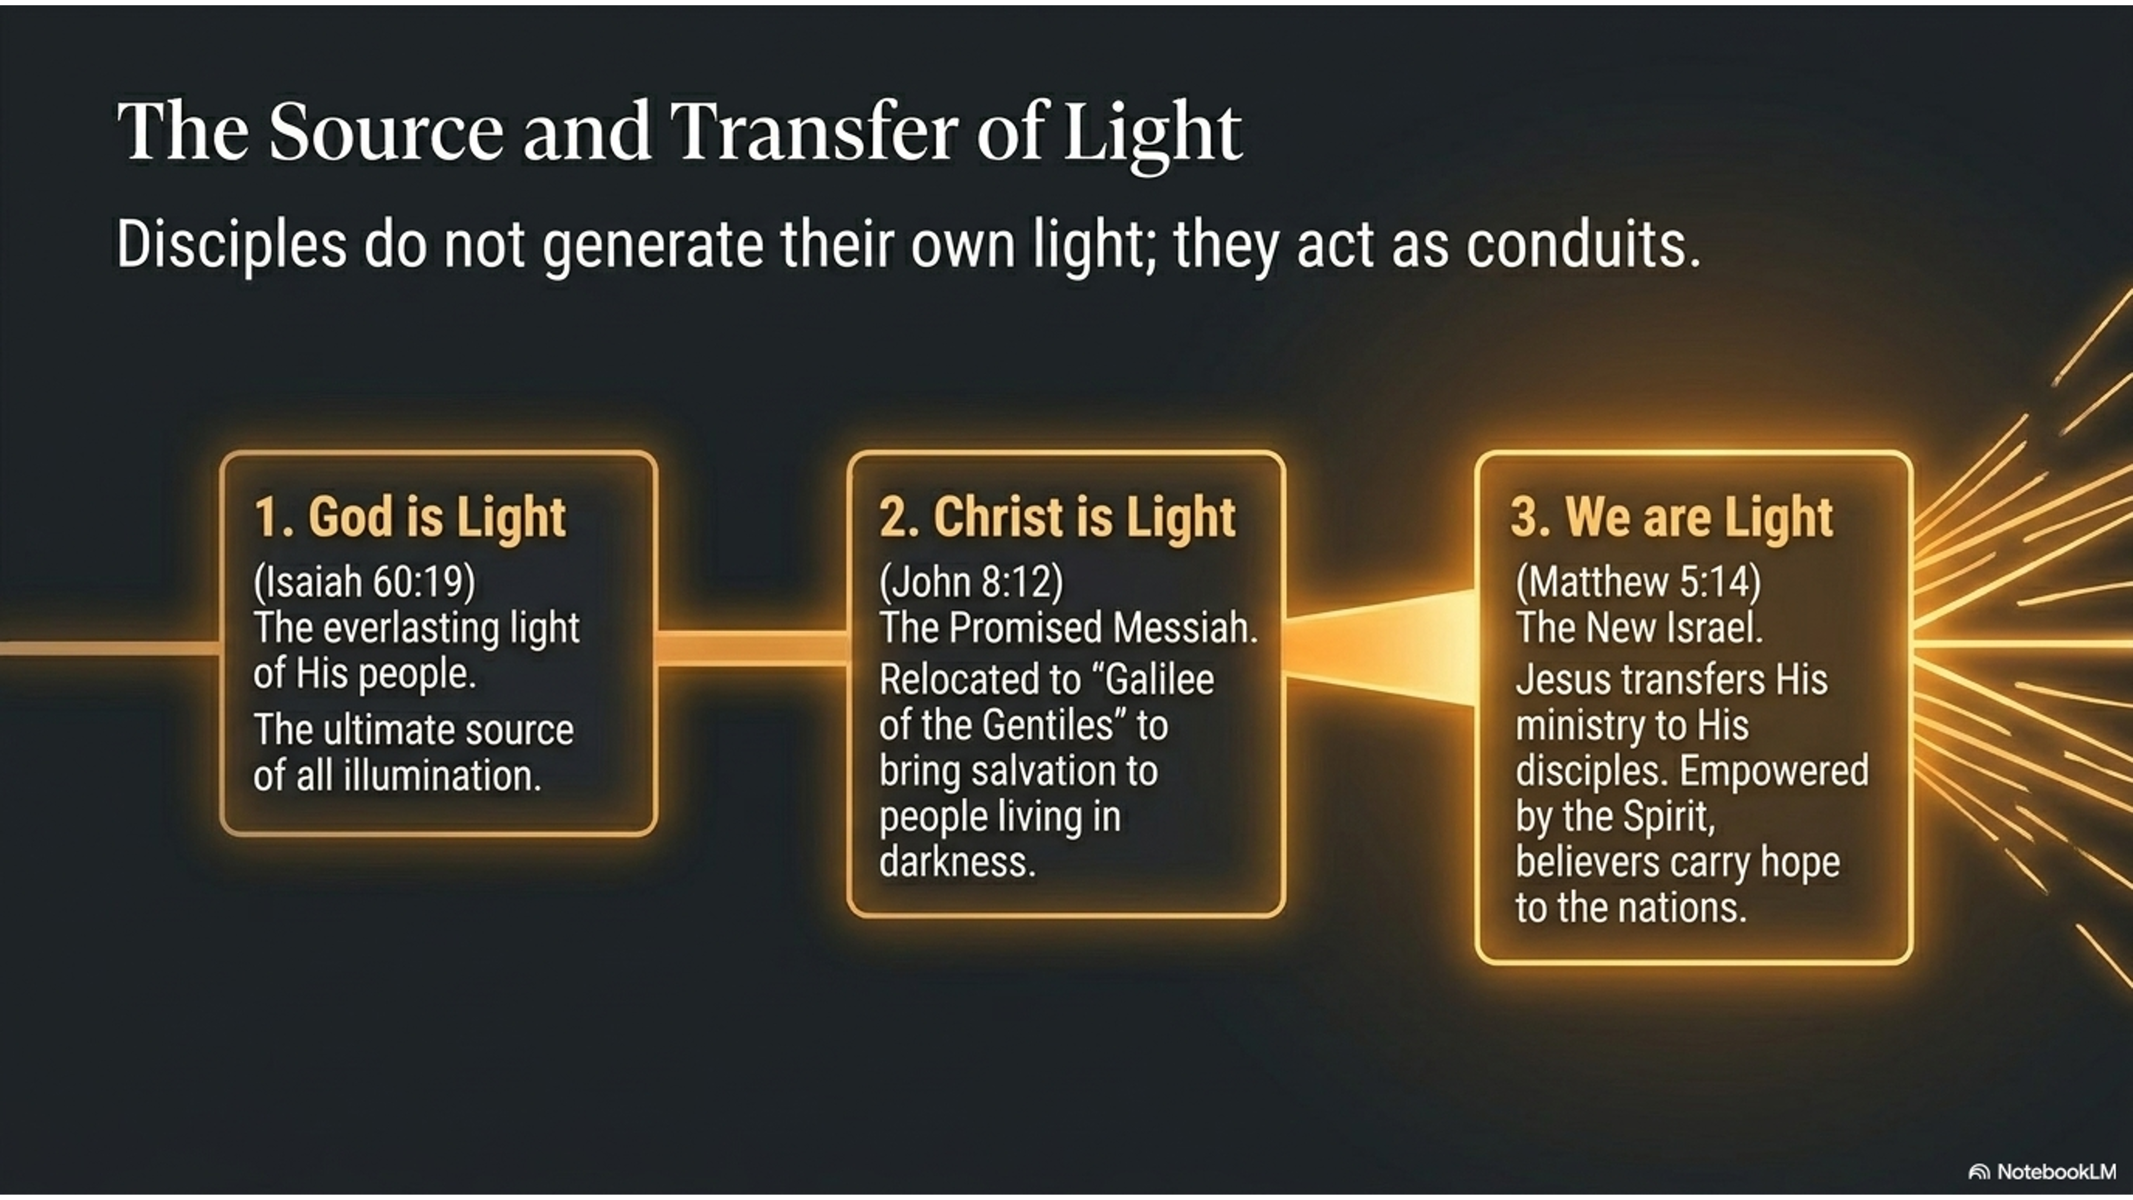 The Source and Transfer of Light
Disciples do not generate their own light; they act as conduits.
1. God is Light
(Isaiah 60:19)
The everlasting light
of His people.
The ultimate source
of all illumination.
2. Christ is Light
(John 8:12)
The Promised Messiah.
Relocated to “Galilee
of the Gentiles” to
bring salvation to
people living in
darkness.
3. We are Light
(Matthew 5:14)
The New Israel.
Jesus transfers His
ministry to His
disciples. Empowered
by the Spirit,
believers carry hope
to the nations.
NotebookLM